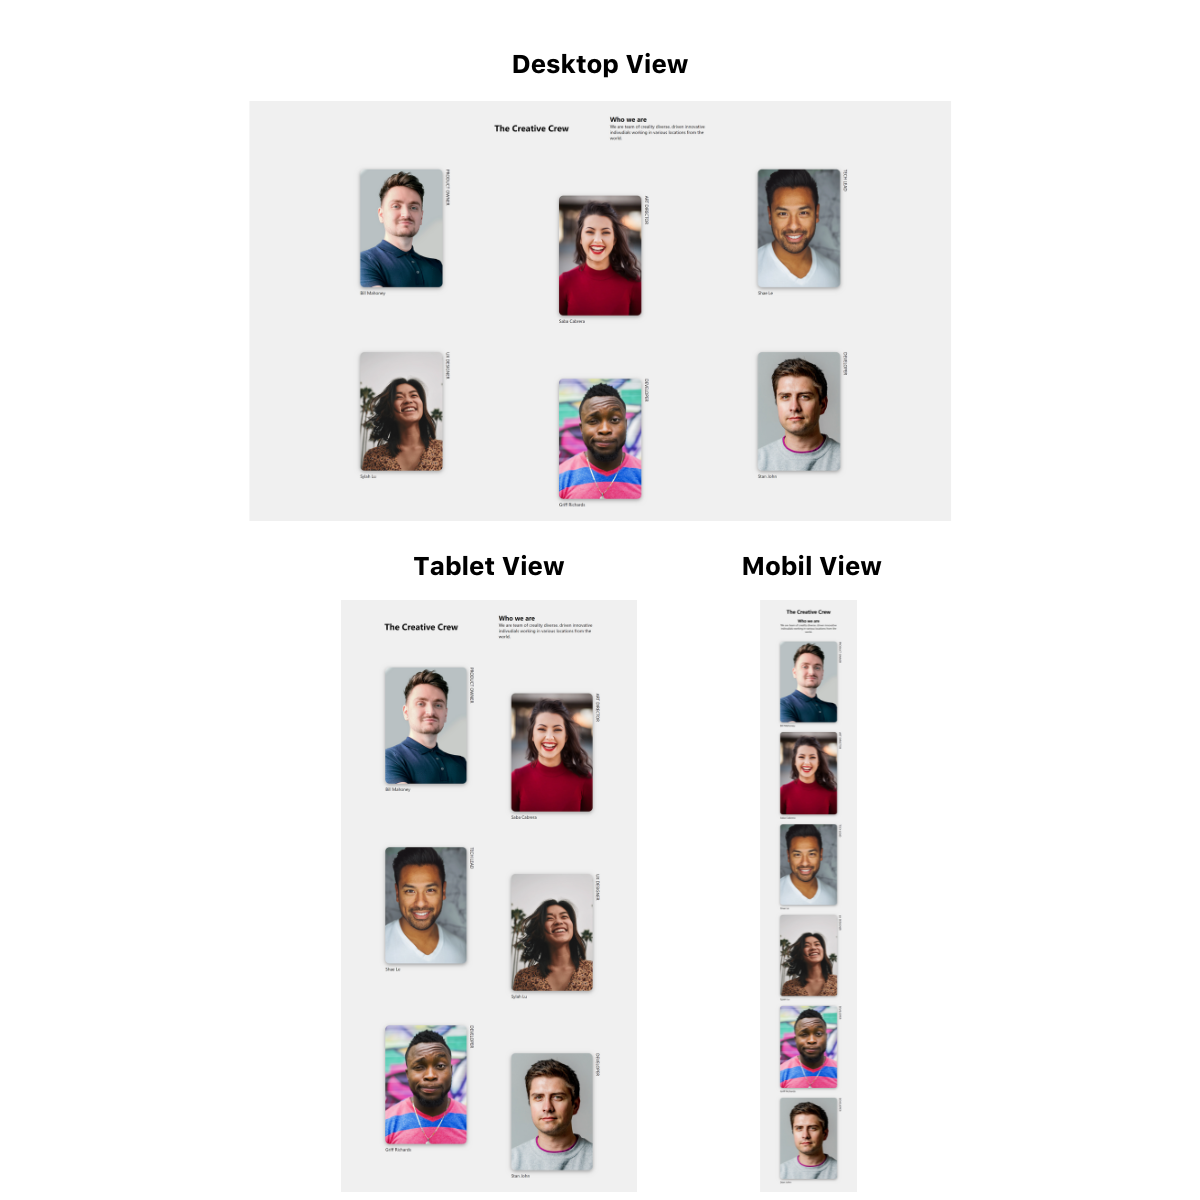 Desktop View
The Creative Crew
Who we are
We are team of creatily diverse. driven innovative
individuals working in various locations from the
world.
PRODUCT OWNER
Bill Mahoney
ART DIRECTOR
Saba Cabrera
TECH LEAD
Shae Le
UX DESIGNER
Sylah Lu
DEVELOPER
Griff Richards
DEVELOPER
Stan John
Tablet View
The Creative Crew
Who we are
We are team of creatily diverse. driven innovative
individuals working in various locations from the
world.
PRODUCT OWNER
Bill Mahoney
ART DIRECTOR
Saba Cabrera
TECH LEAD
Shae Le
UX DESIGNER
Sylah Lu
DEVELOPER
Griff Richards
DEVELOPER
Stan John
Mobil View
The Creative Crew
Who we are